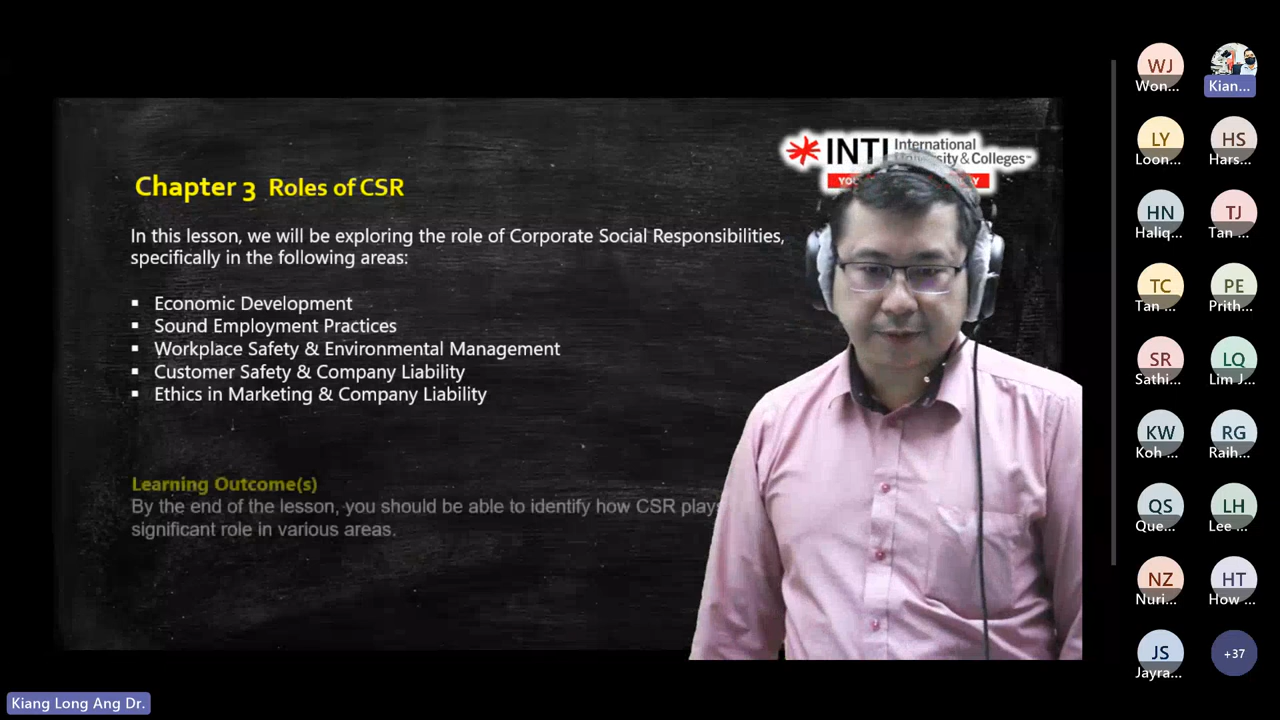 INTI International
University & Colleges
Chapter 3 Roles of CSR
In this lesson, we will be exploring the role of Corporate Social Responsibilities,
specifically in the following areas:
▪ Economic Development
▪ Sound Employment Practices
▪ Workplace Safety & Environmental Management
▪ Customer Safety & Company Liability
▪ Ethics in Marketing & Company Liability
Learning Outcome(s)
By the end of the lesson, you should be able to identify how CSR plays
significant role in various areas.
WJ
Won...
Kian...
LY
Loon...
HS
Hars...
HN
Haliq...
TJ
Tan ...
TC
Tan ...
PE
Prith...
SR
Sathi...
LQ
Lim J...
KW
Koh ...
RG
Raih...
QS
Que...
LH
Lee ...
NZ
Nuri...
HT
How ...
JS
Jayra...
+37
Kiang Long Ang Dr.